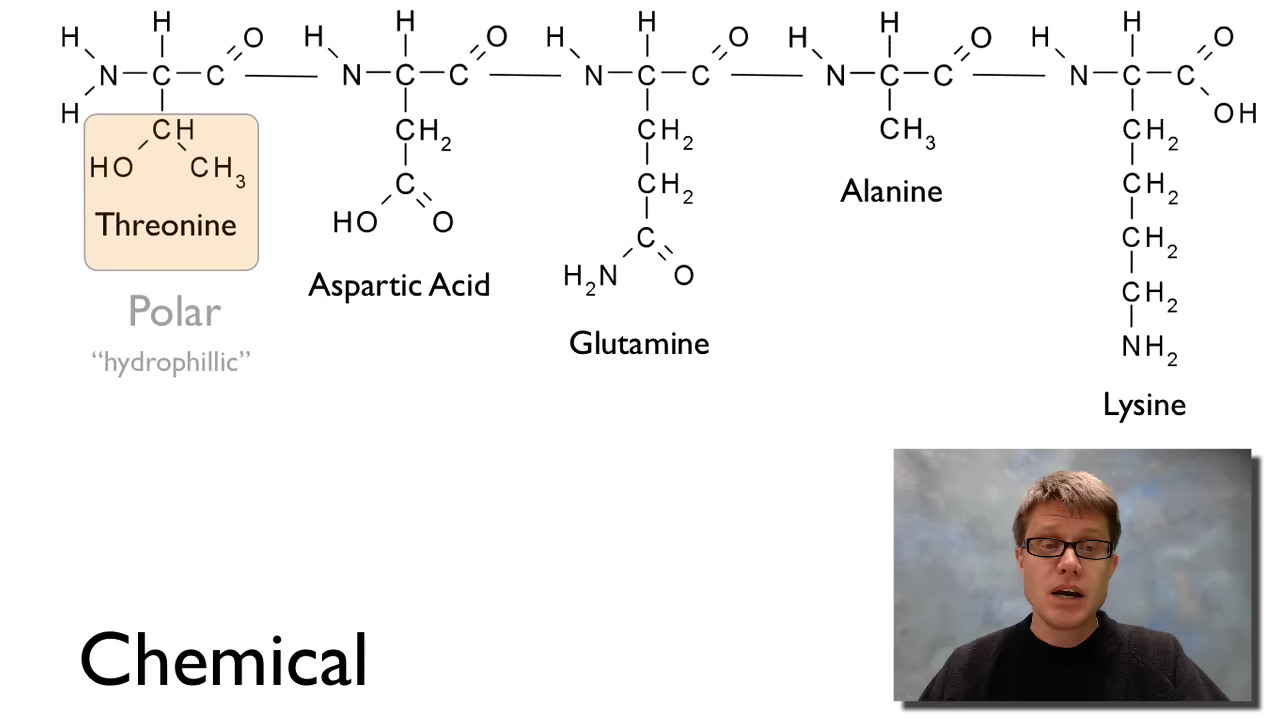 H H O H H O H H O H H O H H O
N C C N C C N C C N C C N C C
H OH
CH CH2 CH2 CH3 CH2
HO CH3 C CH2 CH2
Threonine HO O C Alanine CH2
Aspartic Acid H2N O CH2
Polar Glutamine NH2
“hydrophillic” Lysine
Chemical